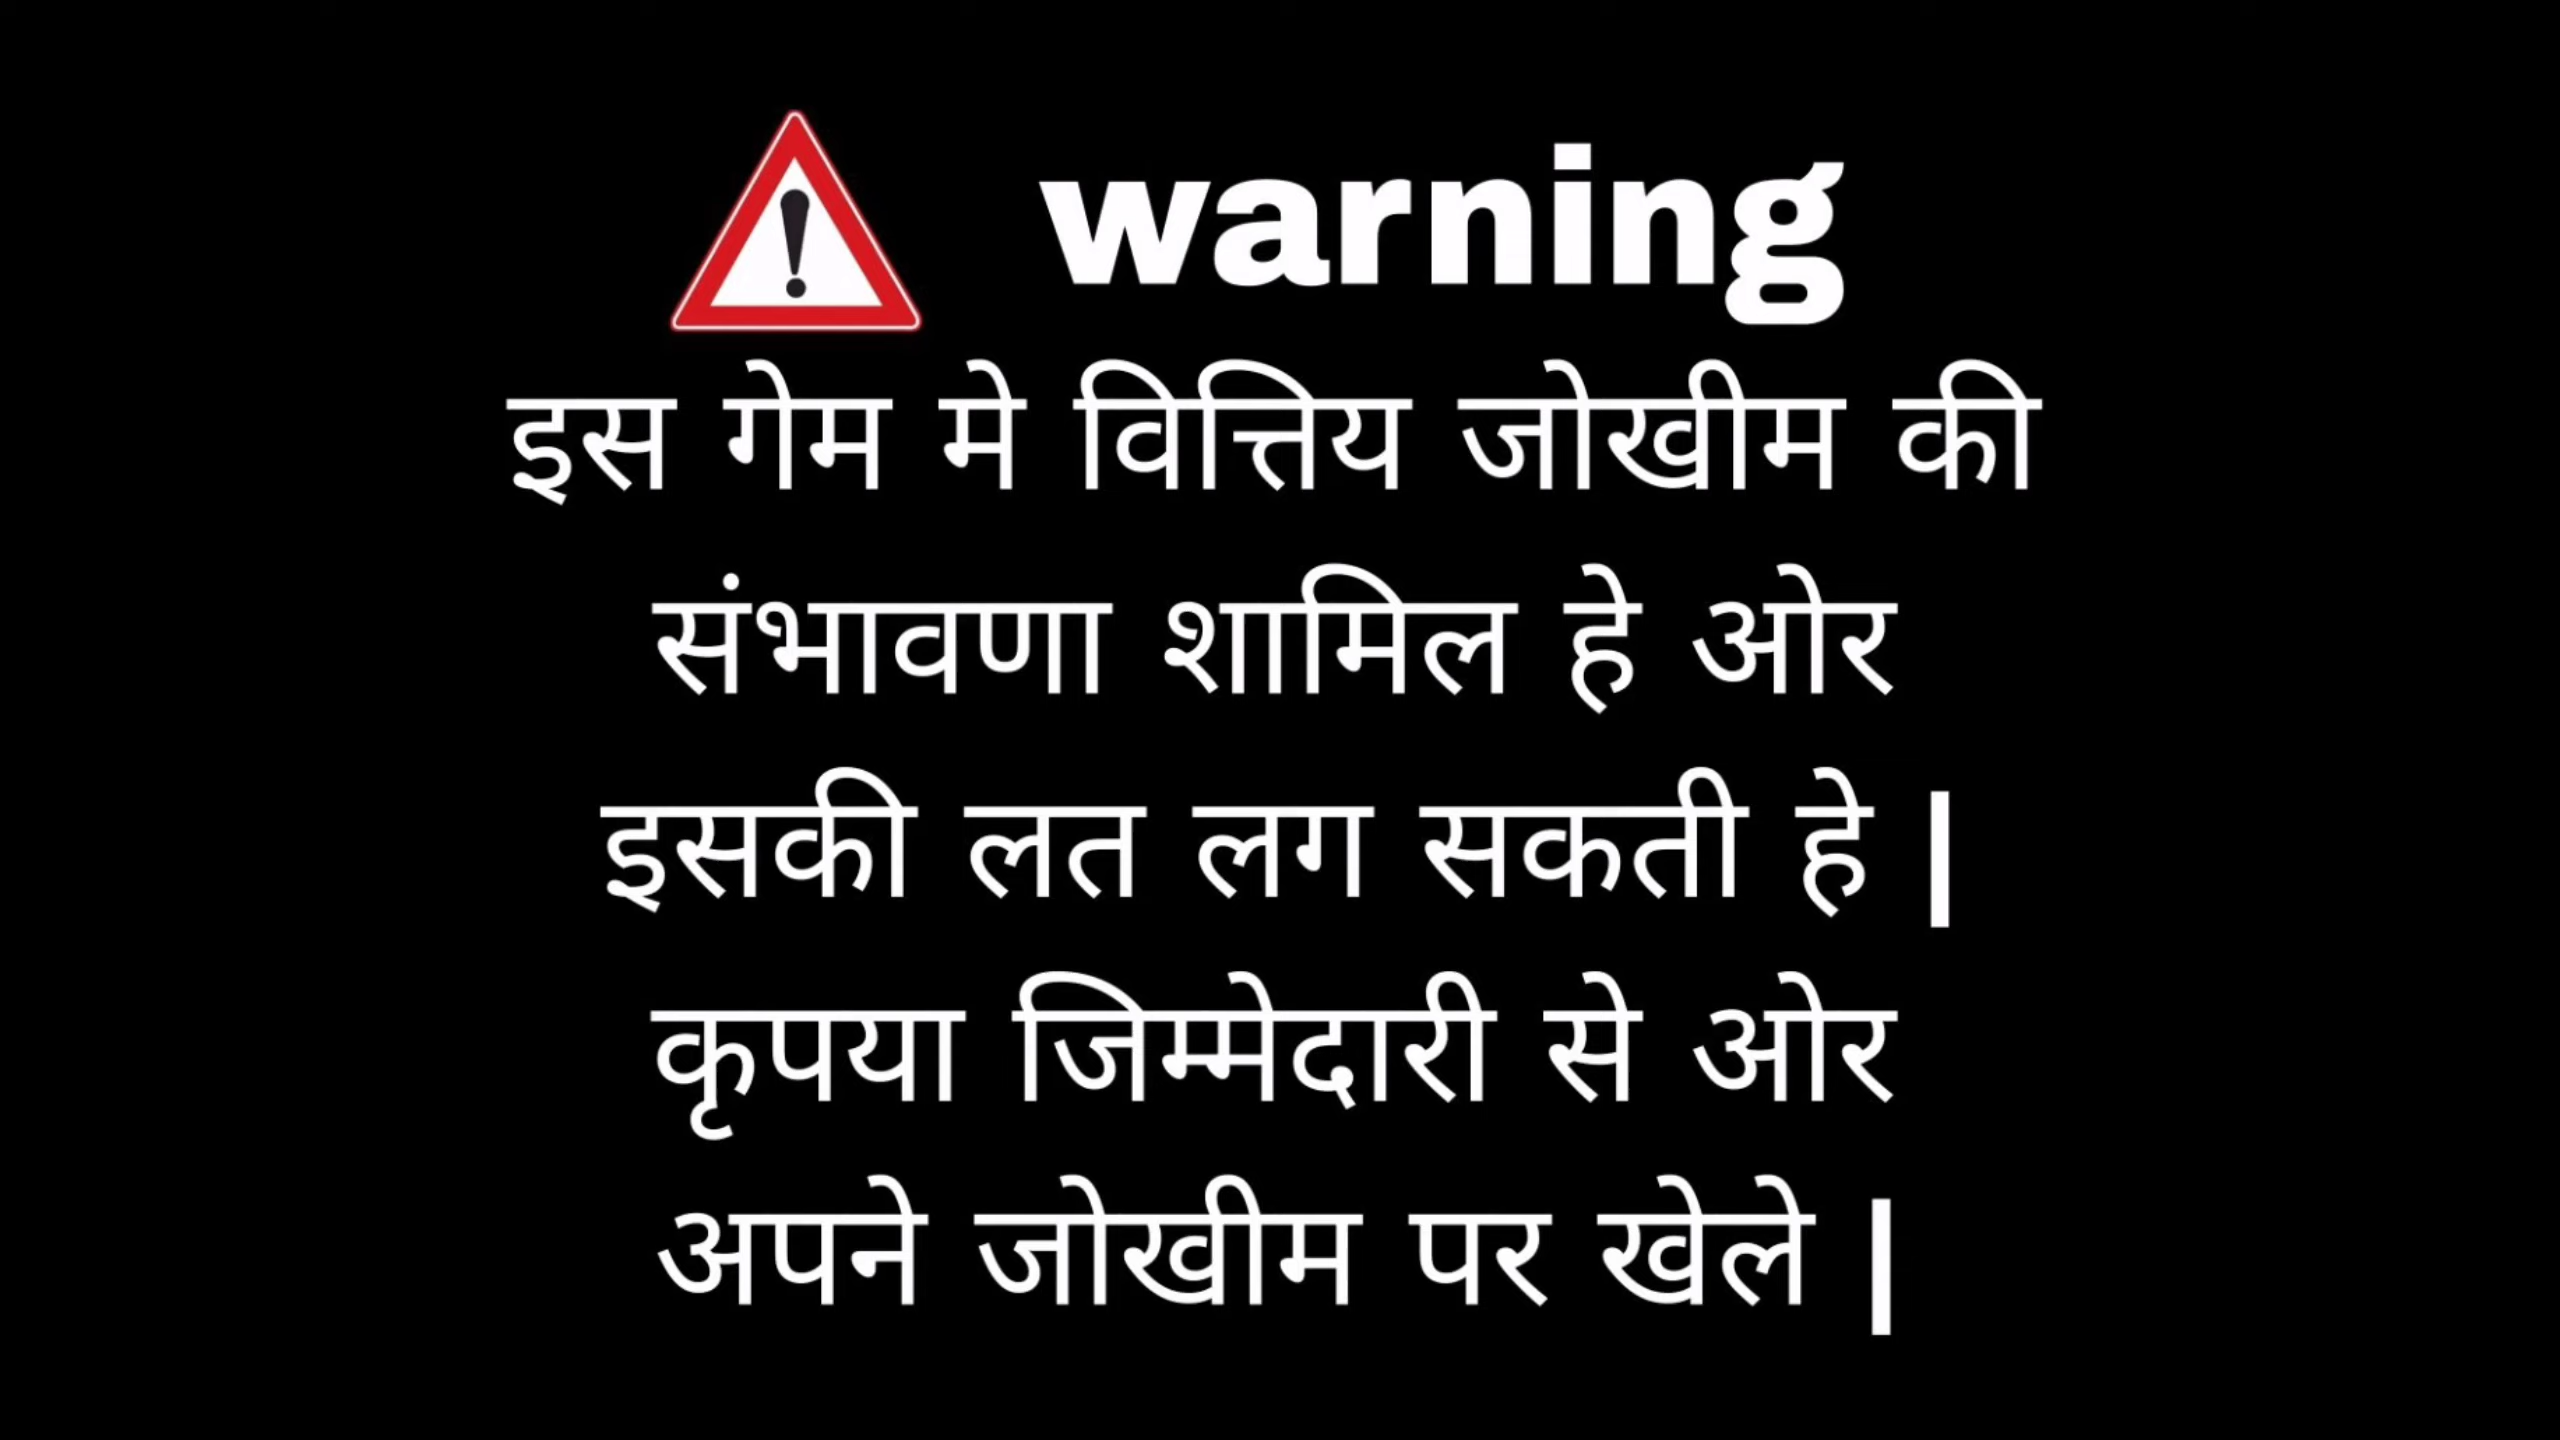 warning
इस गेम मे वित्तिय जोखीम की
संभावणा शामिल हे ओर
इसकी लत लग सकती हे |
कृपया जिम्मेदारी से ओर
अपने जोखीम पर खेले |